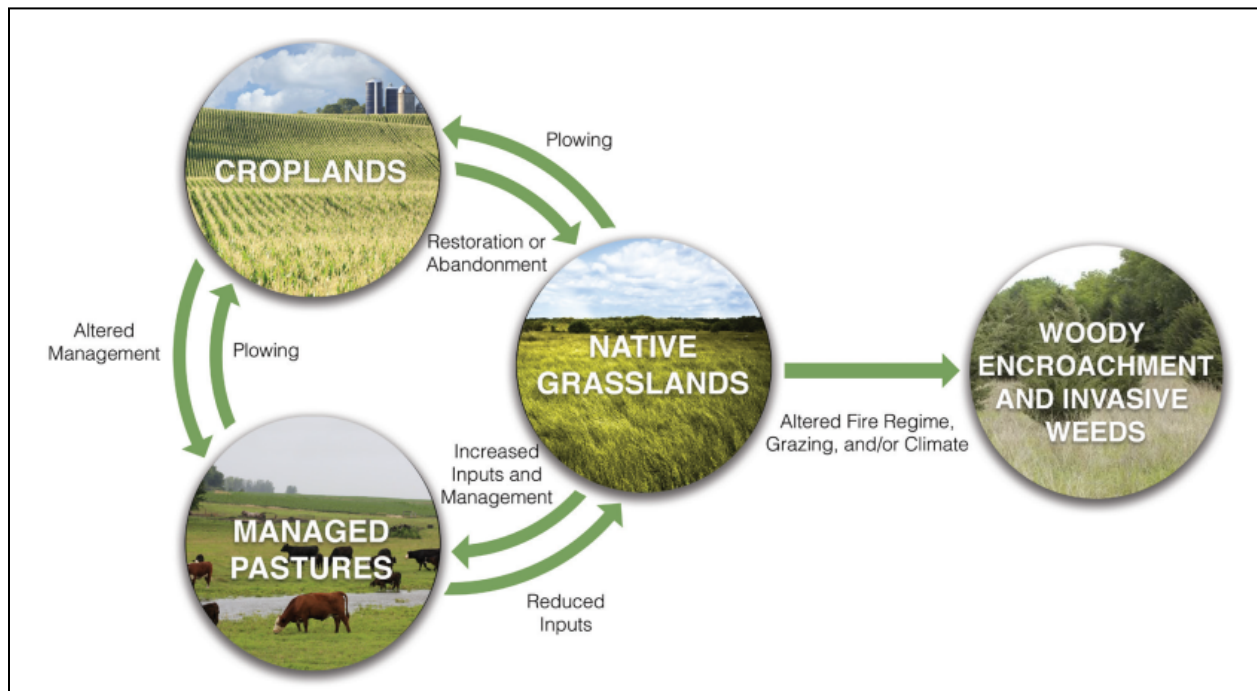 CROPLANDS
Plowing
Restoration or
Abandonment
Altered
Management
Plowing
NATIVE
GRASSLANDS
WOODY
ENCROACHMENT
AND INVASIVE
WEEDS
Altered Fire Regime,
Grazing, and/or Climate
Increased
Inputs and
Management
MANAGED
PASTURES
Reduced
Inputs